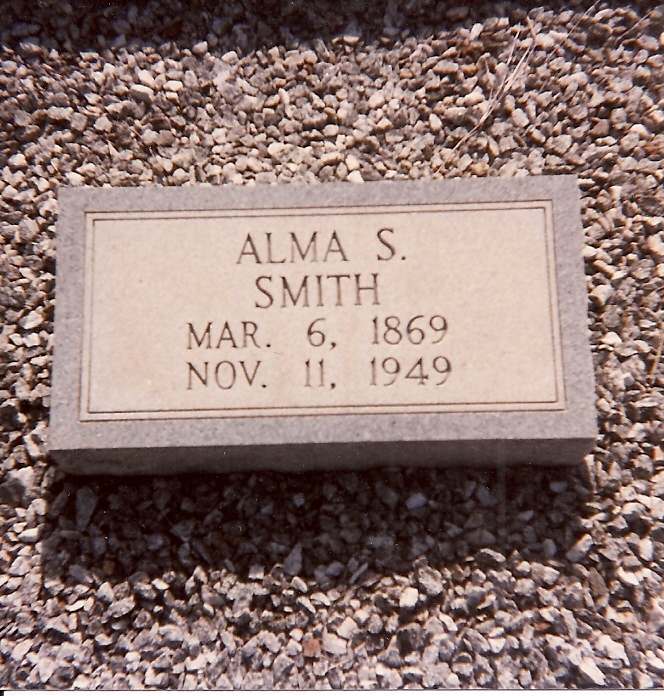 ALMA S.
SMITH
MAR. 6, 1869
NOV. 11, 1949